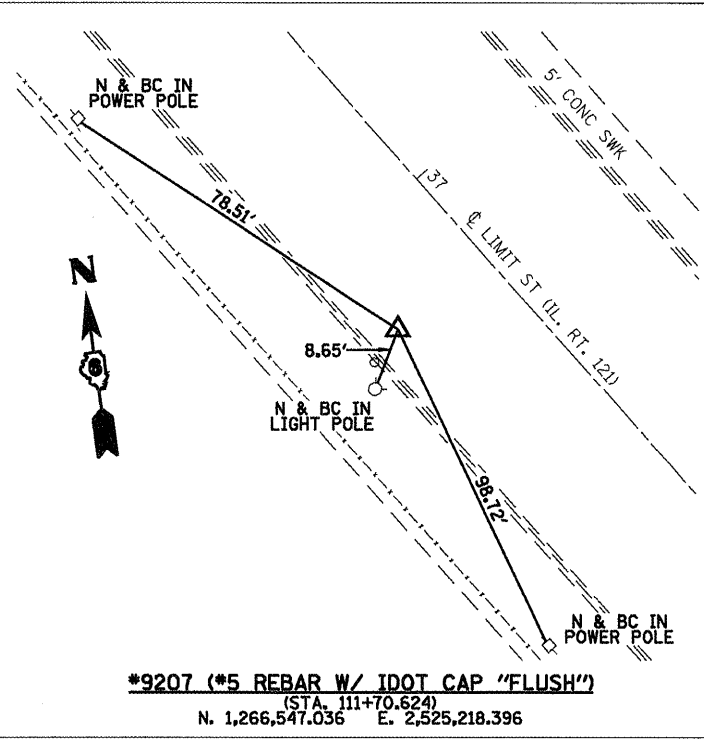 N & BC IN
POWER POLE
5' CONC SWK
137
78.51'
℄ LIMIT ST (IL. RT. 121)
N
6
8.65'
N & BC IN
LIGHT POLE
98.72'
N & BC IN
POWER POLE
#9207 (#5 REBAR W/ IDOT CAP "FLUSH")
(STA. 111+70.624)
N. 1,266,547.036 E. 2,525,218.396